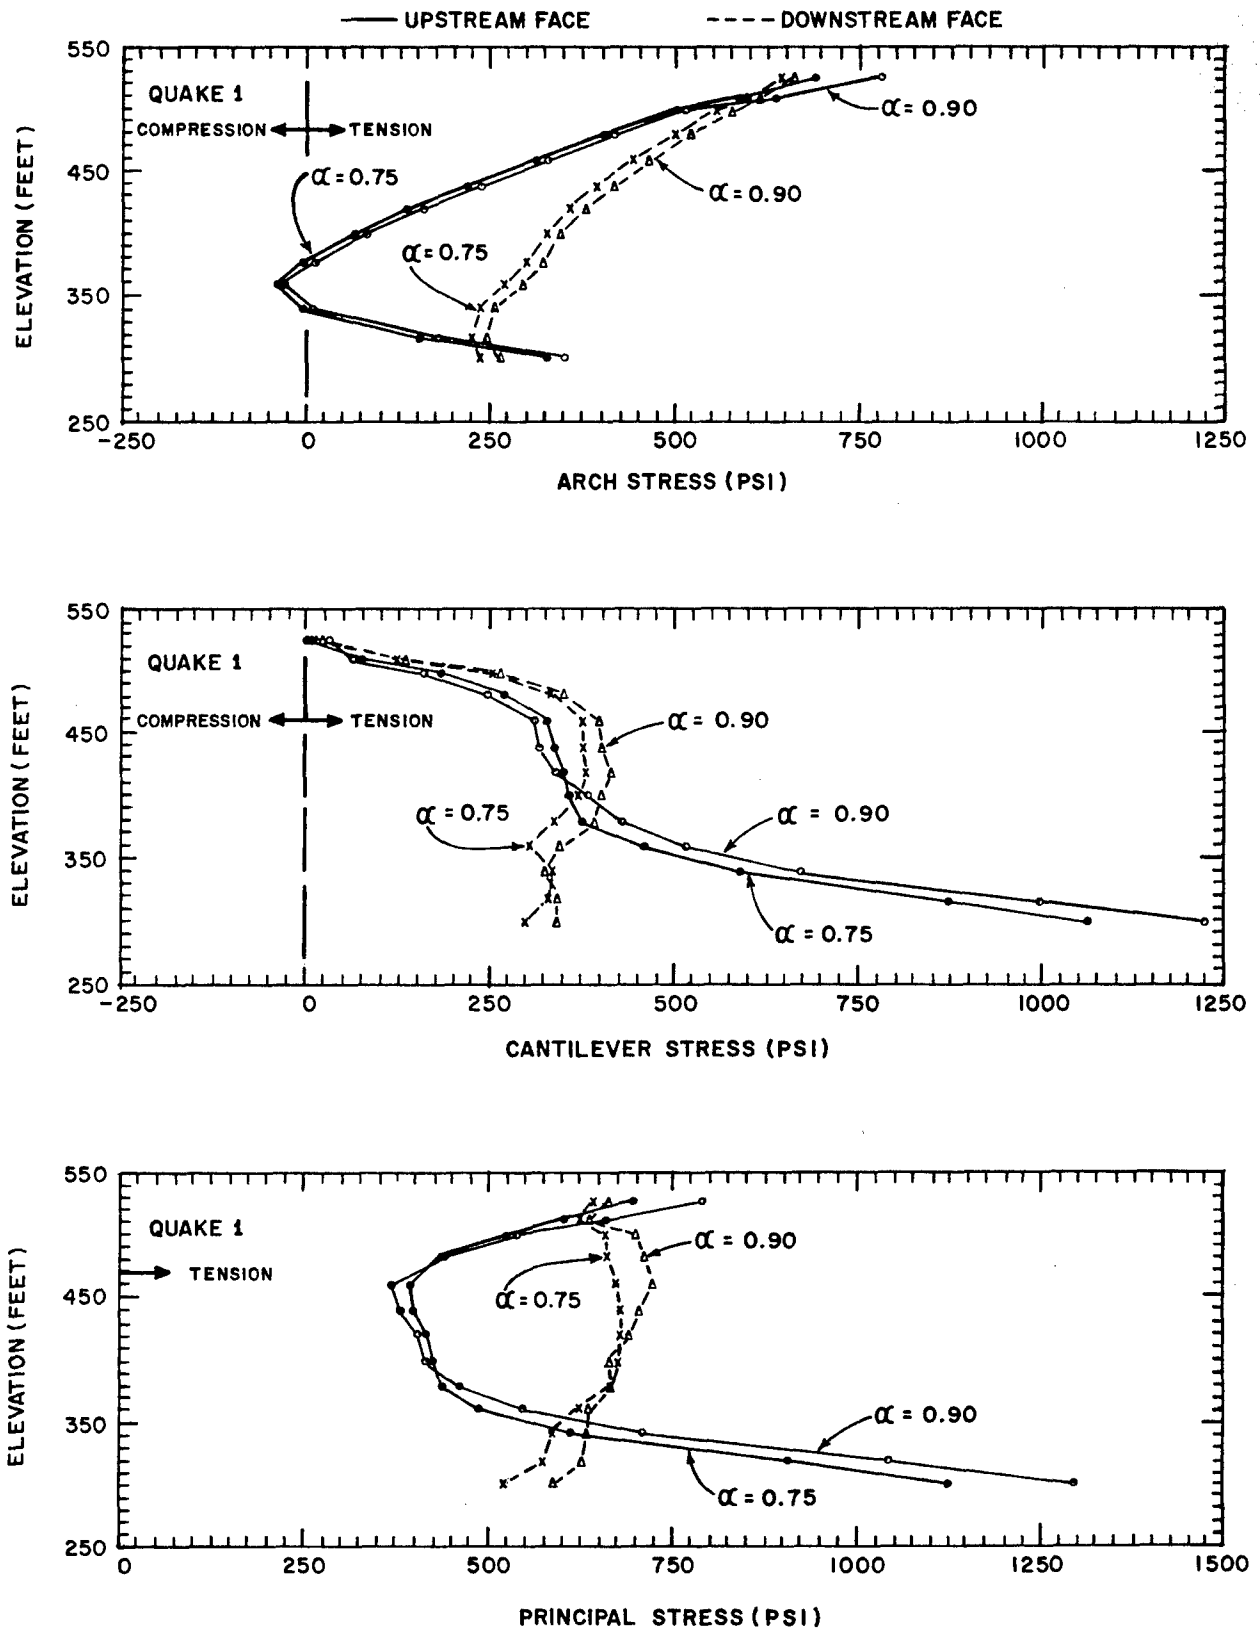 UPSTREAM FACE
DOWNSTREAM FACE
550
QUAKE 1
COMPRESSION
TENSION
α=0.90
450
α=0.75
α=0.90
α=0.75
350
250
-250 0 250 500 750 1000 1250
ELEVATION (FEET)
ARCH STRESS (PSI)
550
QUAKE 1
COMPRESSION
TENSION
α= 0.90
450
α=0.75
α= 0.90
350
α=0.75
250
-250 0 250 500 750 1000 1250
ELEVATION (FEET)
CANTILEVER STRESS (PSI)
550
QUAKE 1
TENSION
α= 0.90
α=0.75
450
α= 0.90
350
α=0.75
250
0 250 500 750 1000 1250 1500
ELEVATION (FEET)
PRINCIPAL STRESS (PSI)